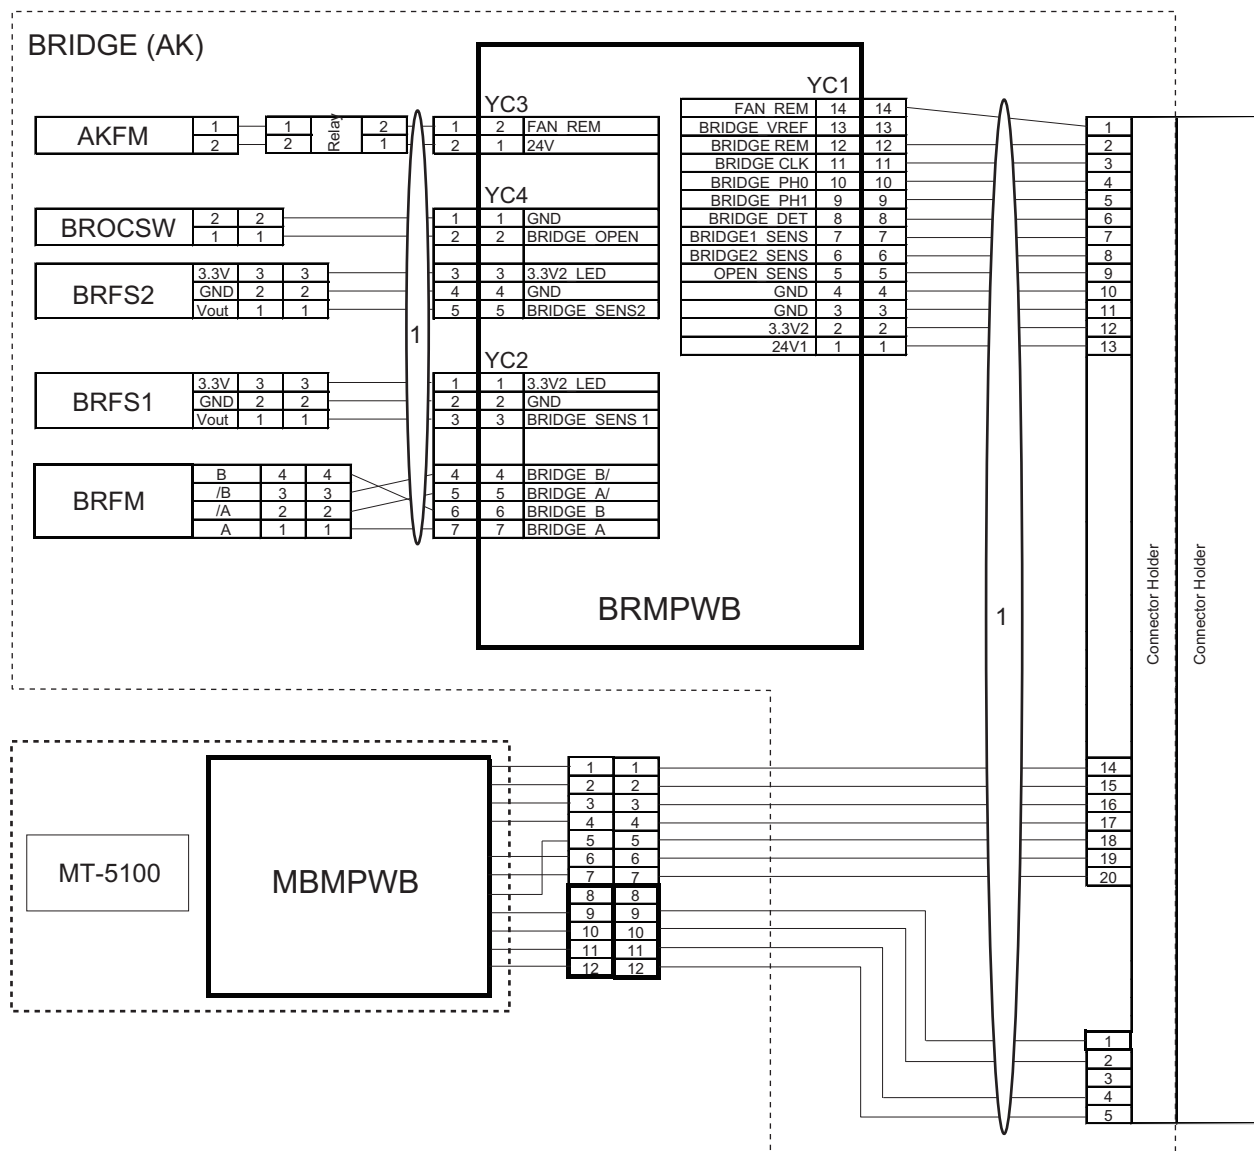 BRIDGE (AK)
YC1
YC3
FAN REM 14 14
AKFM 1 1 Relay 2 1 2 FAN REM BRIDGE VREF 13 13 1
2 2 1 2 1 24V BRIDGE REM 12 12 2
BRIDGE CLK 11 11 3
BRIDGE PH0 10 10 4
YC4
BRIDGE PH1 9 9 5
BROCSW 2 2 1 1 GND BRIDGE DET 8 8 6
1 1 2 2 BRIDGE OPEN BRIDGE1 SENS 7 7 7
BRIDGE2 SENS 6 6 8
BRFS2 3.3V 3 3 3 3 3.3V2 LED OPEN SENS 5 5 9
GND 2 2 4 4 GND GND 4 4 10
Vout 1 1 5 5 BRIDGE SENS2 GND 3 3 11
1
3.3V2 2 2 12
24V1 1 1 13
YC2
BRFS1 3.3V 3 3 1 1 3.3V2 LED
GND 2 2 2 2 GND
Vout 1 1 3 3 BRIDGE SENS 1
BRFM B 4 4 4 4 BRIDGE B/
/B 3 3 5 5 BRIDGE A/
/A 2 2 6 6 BRIDGE B
A 1 1 7 7 BRIDGE A
BRMPWB
1
Connector Holder
Connector Holder
MT-5100
MBMPWB
1 1 14
2 2 15
3 3 16
4 4 17
5 5 18
6 6 19
7 7 20
8 8
9 9
10 10
11 11
12 12
1
2
3
4
5